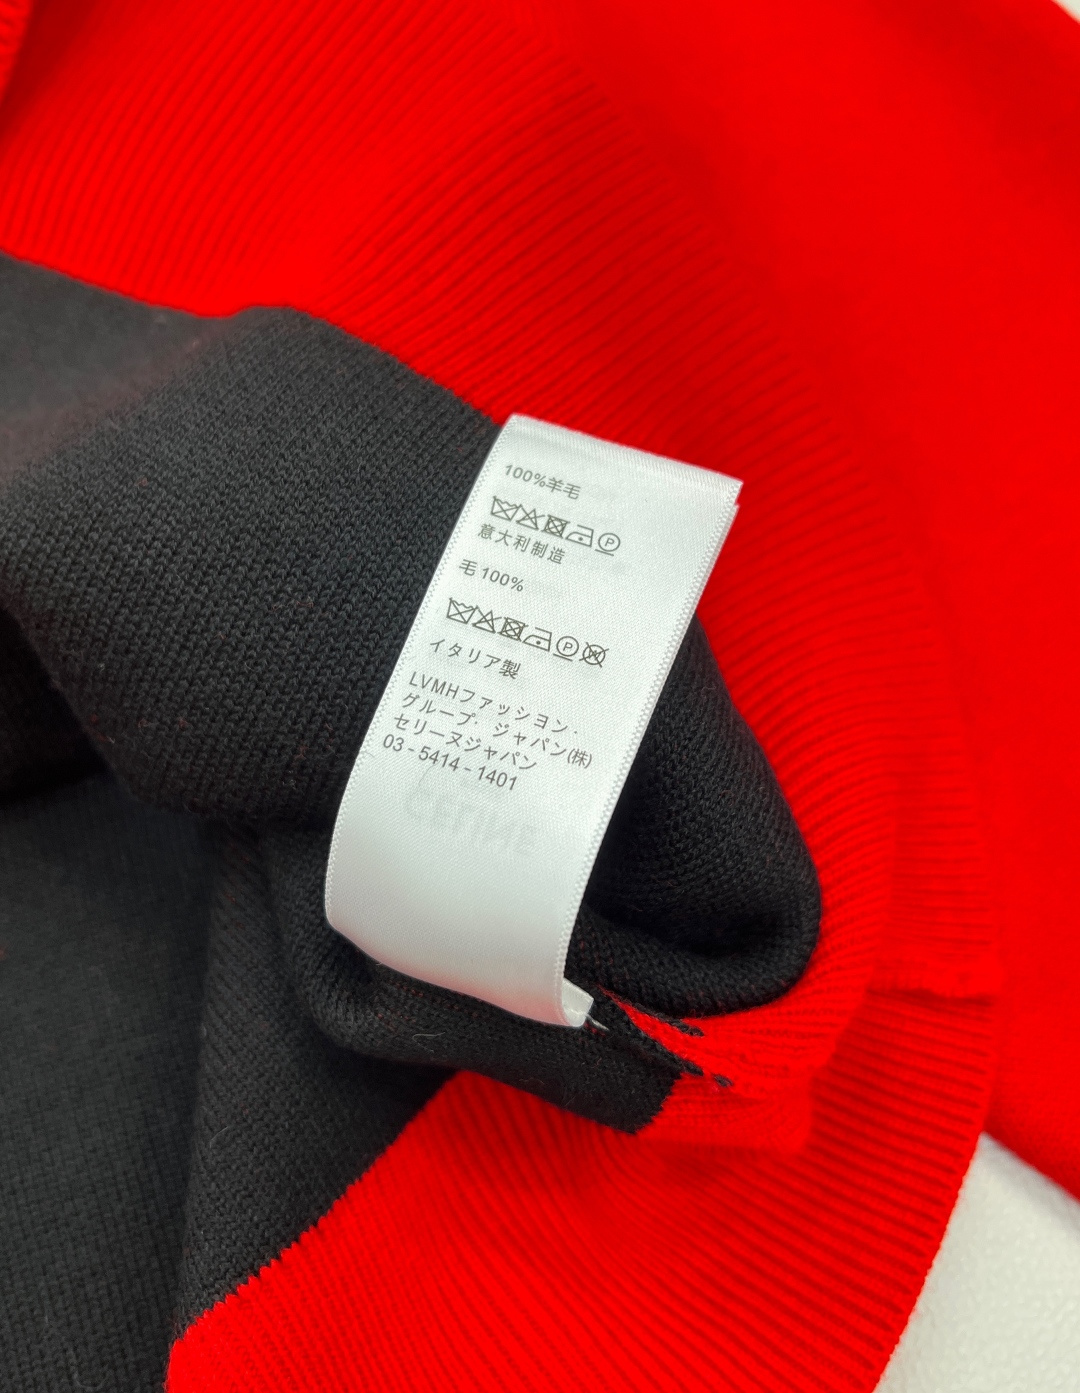 100%羊毛
意大利制造
毛 100%
イタリア製
LVMHファッション.
グループ. ジャパン(株)
セリーヌジャパン
03-5414-1401
CELINE